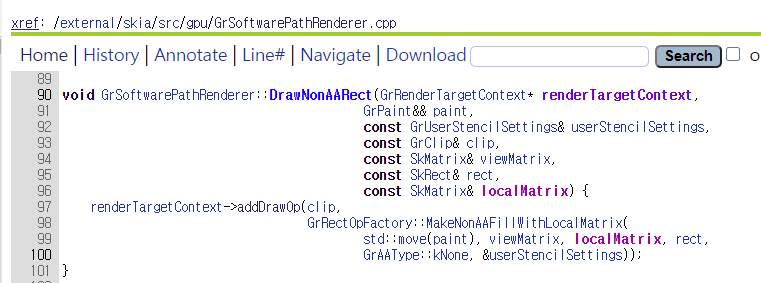 xref: /external/skia/src/gpu/GrSoftwarePathRenderer.cpp
Home | History | Annotate | Line# | Navigate | Download Search
89
90 void GrSoftwarePathRenderer::DrawNonAARect(GrRenderTargetContext* renderTargetContext,
91 GrPaint&& paint,
92 const GrUserStencilSettings& userStencilSettings,
93 const GrClip& clip,
94 const SkMatrix& viewMatrix,
95 const SkRect& rect,
96 const SkMatrix& localMatrix) {
97 renderTargetContext->addDrawOp(clip,
98 GrRectOpFactory::MakeNonAAFillWithLocalMatrix(
99 std::move(paint), viewMatrix, localMatrix, rect,
100 GrAAType::kNone, &userStencilSettings));
101 }